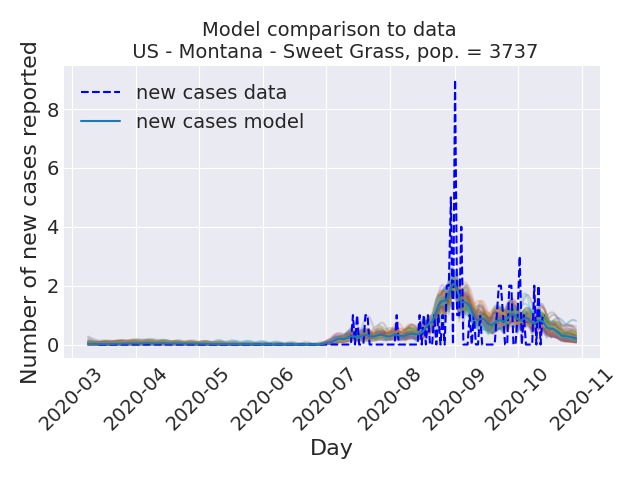 Model comparison to data
US - Montana - Sweet Grass, pop. = 3737
Number of new cases reported
8
6
4
2
0
new cases data
new cases model
2020-03
2020-04
2020-05
2020-06
2020-07
2020-08
2020-09
2020-10
2020-11
Day